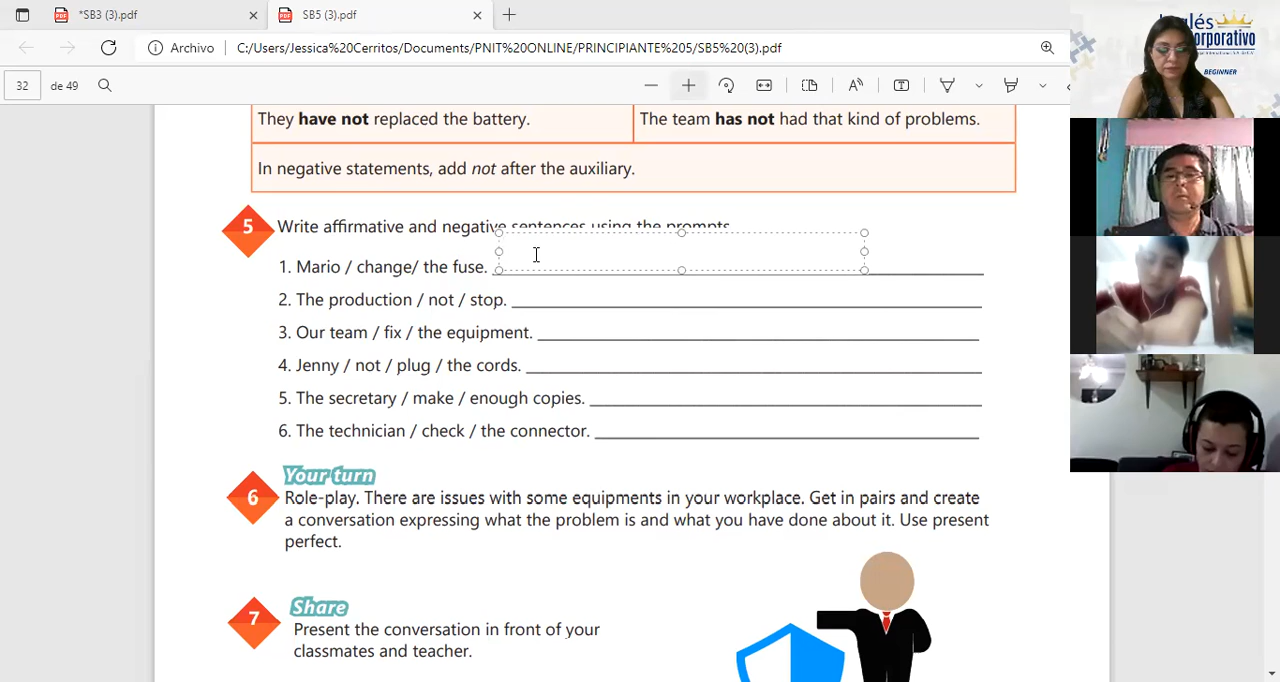 *SB3 (3).pdf
SB5 (3).pdf
Archivo
C:/Users/Jessica%20Cerritos/Documents/PNIT%20ONLINE/PRINCIPIANTE%205/SB5%20(3).pdf
32 de 49
They have not replaced the battery.
The team has not had that kind of problems.
In negative statements, add not after the auxiliary.
5 Write affirmative and negative sentences using the prompts
1. Mario / change/ the fuse.
2. The production / not / stop.
3. Our team / fix / the equipment.
4. Jenny / not / plug / the cords.
5. The secretary / make / enough copies.
6. The technician / check / the connector.
Your turn
6 Role-play. There are issues with some equipments in your workplace. Get in pairs and create
a conversation expressing what the problem is and what you have done about it. Use present
perfect.
Share
7 Present the conversation in front of your
classmates and teacher.
BEGINNER